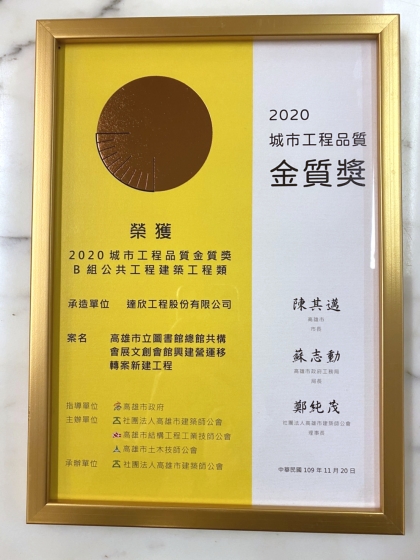 2020
城市工程品質
金質獎
榮獲
2020城市工程品質金質獎
B組公共工程建築工程類
承造單位 達欣工程股份有限公司
案名 高雄市立圖書館總館共構
會展文創會館興建營運移
轉案新建工程
指導單位 高雄市政府
主辦單位 社團法人高雄市建築師公會
高雄市結構工程工業技師公會
高雄市土木技師公會
承辦單位 社團法人高雄市建築師公會
陳其邁
高雄市
市長
蘇志勳
高雄市政府工務局
局長
鄭純茂
社團法人高雄市建築師公會
理事長
中華民國 109 年 11 月 20 日